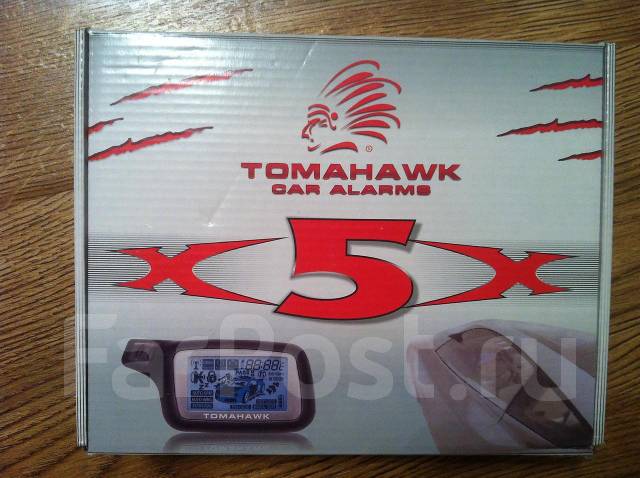 ®
TOMAHAWK
CAR ALARMS
X5X
FarPost.ru
TOMAHAWK